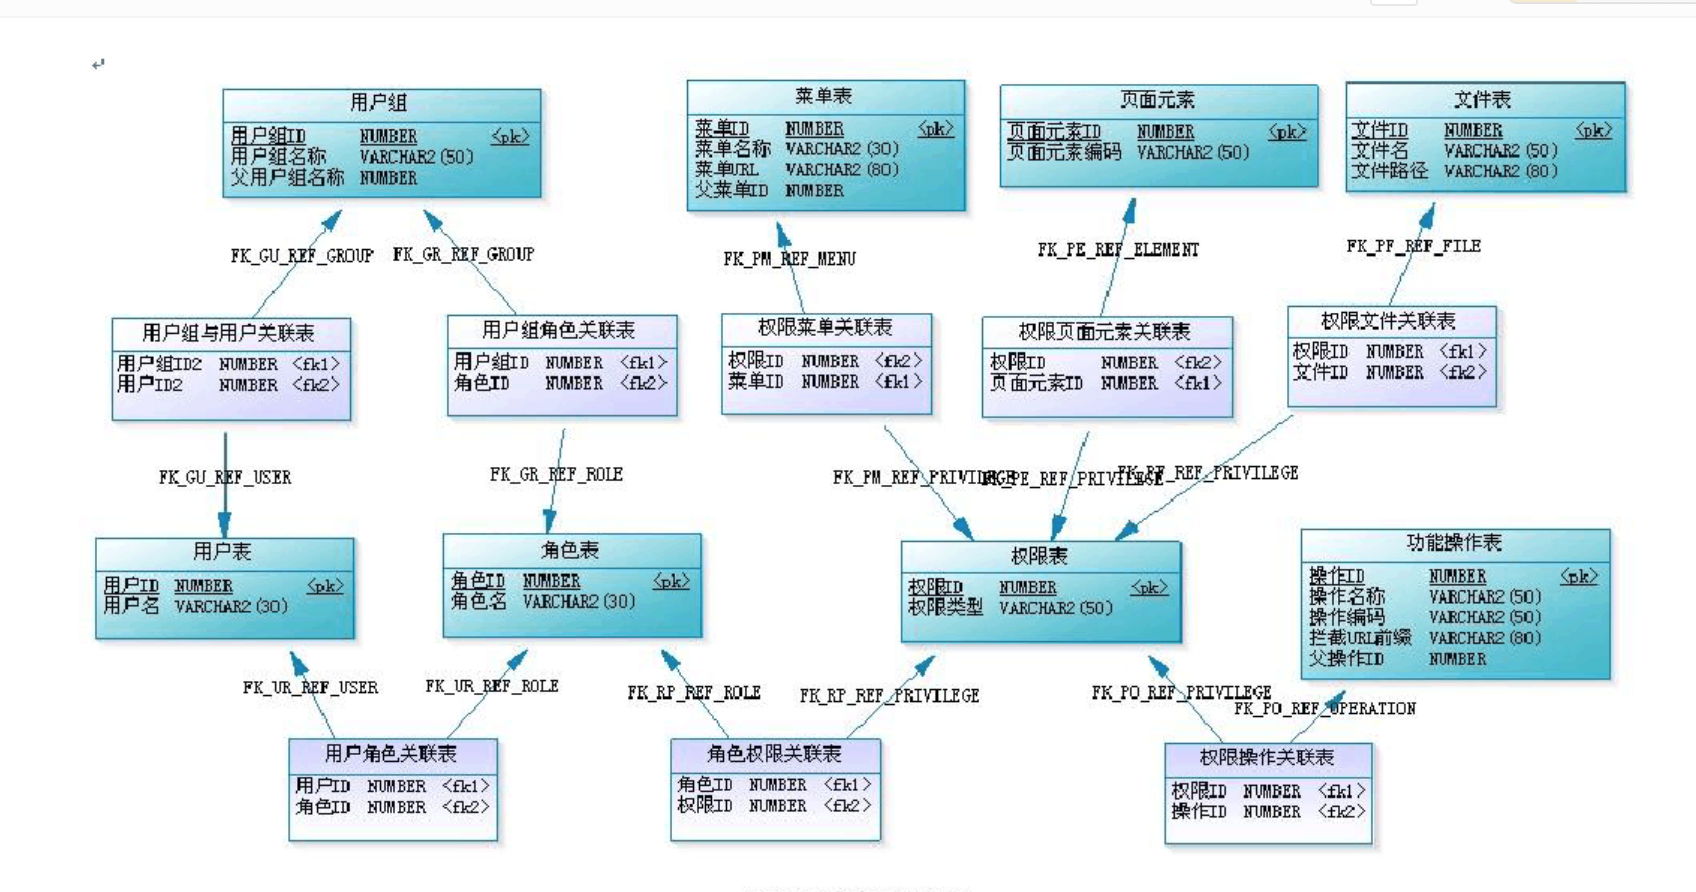 用户组
用户组ID NUMBER <pk>
用户组名称 VARCHAR2(50)
父用户组名称 NUMBER
菜单表
菜单ID NUMBER <pk>
菜单名称 VARCHAR2(30)
菜单URL VARCHAR2(80)
父菜单ID NUMBER
页面元素
页面元素ID NUMBER <pk>
页面元素编码 VARCHAR2(50)
文件表
文件ID NUMBER <pk>
文件名 VARCHAR2(50)
文件路径 VARCHAR2(80)
FK_GU_REF_GROUP
FK_GR_REF_GROUP
FK_PM_REF_MENU
FK_PE_REF_ELEMENT
FK_PF_REF_FILE
用户组与用户关联表
用户组ID2 NUMBER <fk1>
用户ID2 NUMBER <fk2>
用户组角色关联表
用户组ID NUMBER <fk1>
角色ID NUMBER <fk2>
权限菜单关联表
权限ID NUMBER <fk2>
菜单ID NUMBER <fk1>
权限页面元素关联表
权限ID NUMBER <fk2>
页面元素ID NUMBER <fk1>
权限文件关联表
权限ID NUMBER <fk1>
文件ID NUMBER <fk2>
FK_GU_REF_USER
FK_GR_REF_ROLE
FK_PM_REF_PRIVILEGE
FK_PE_REF_PRIVILEGE
FK_PF_REF_PRIVILEGE
用户表
用户ID NUMBER <pk>
用户名 VARCHAR2(30)
角色表
角色ID NUMBER <pk>
角色名 VARCHAR2(30)
权限表
权限ID NUMBER <pk>
权限类型 VARCHAR2(50)
功能操作表
操作ID NUMBER <pk>
操作名称 VARCHAR2(50)
操作编码 VARCHAR2(50)
拦截URL前缀 VARCHAR2(80)
父操作ID NUMBER
FK_UR_REF_USER
FK_UR_REF_ROLE
FK_RP_REF_ROLE
FK_RP_REF_PRIVILEGE
FK_PO_REF_PRIVILEGE
FK_PO_REF_OPERATION
用户角色关联表
用户ID NUMBER <fk1>
角色ID NUMBER <fk2>
角色权限关联表
角色ID NUMBER <fk1>
权限ID NUMBER <fk2>
权限操作关联表
权限ID NUMBER <fk1>
操作ID NUMBER <fk2>